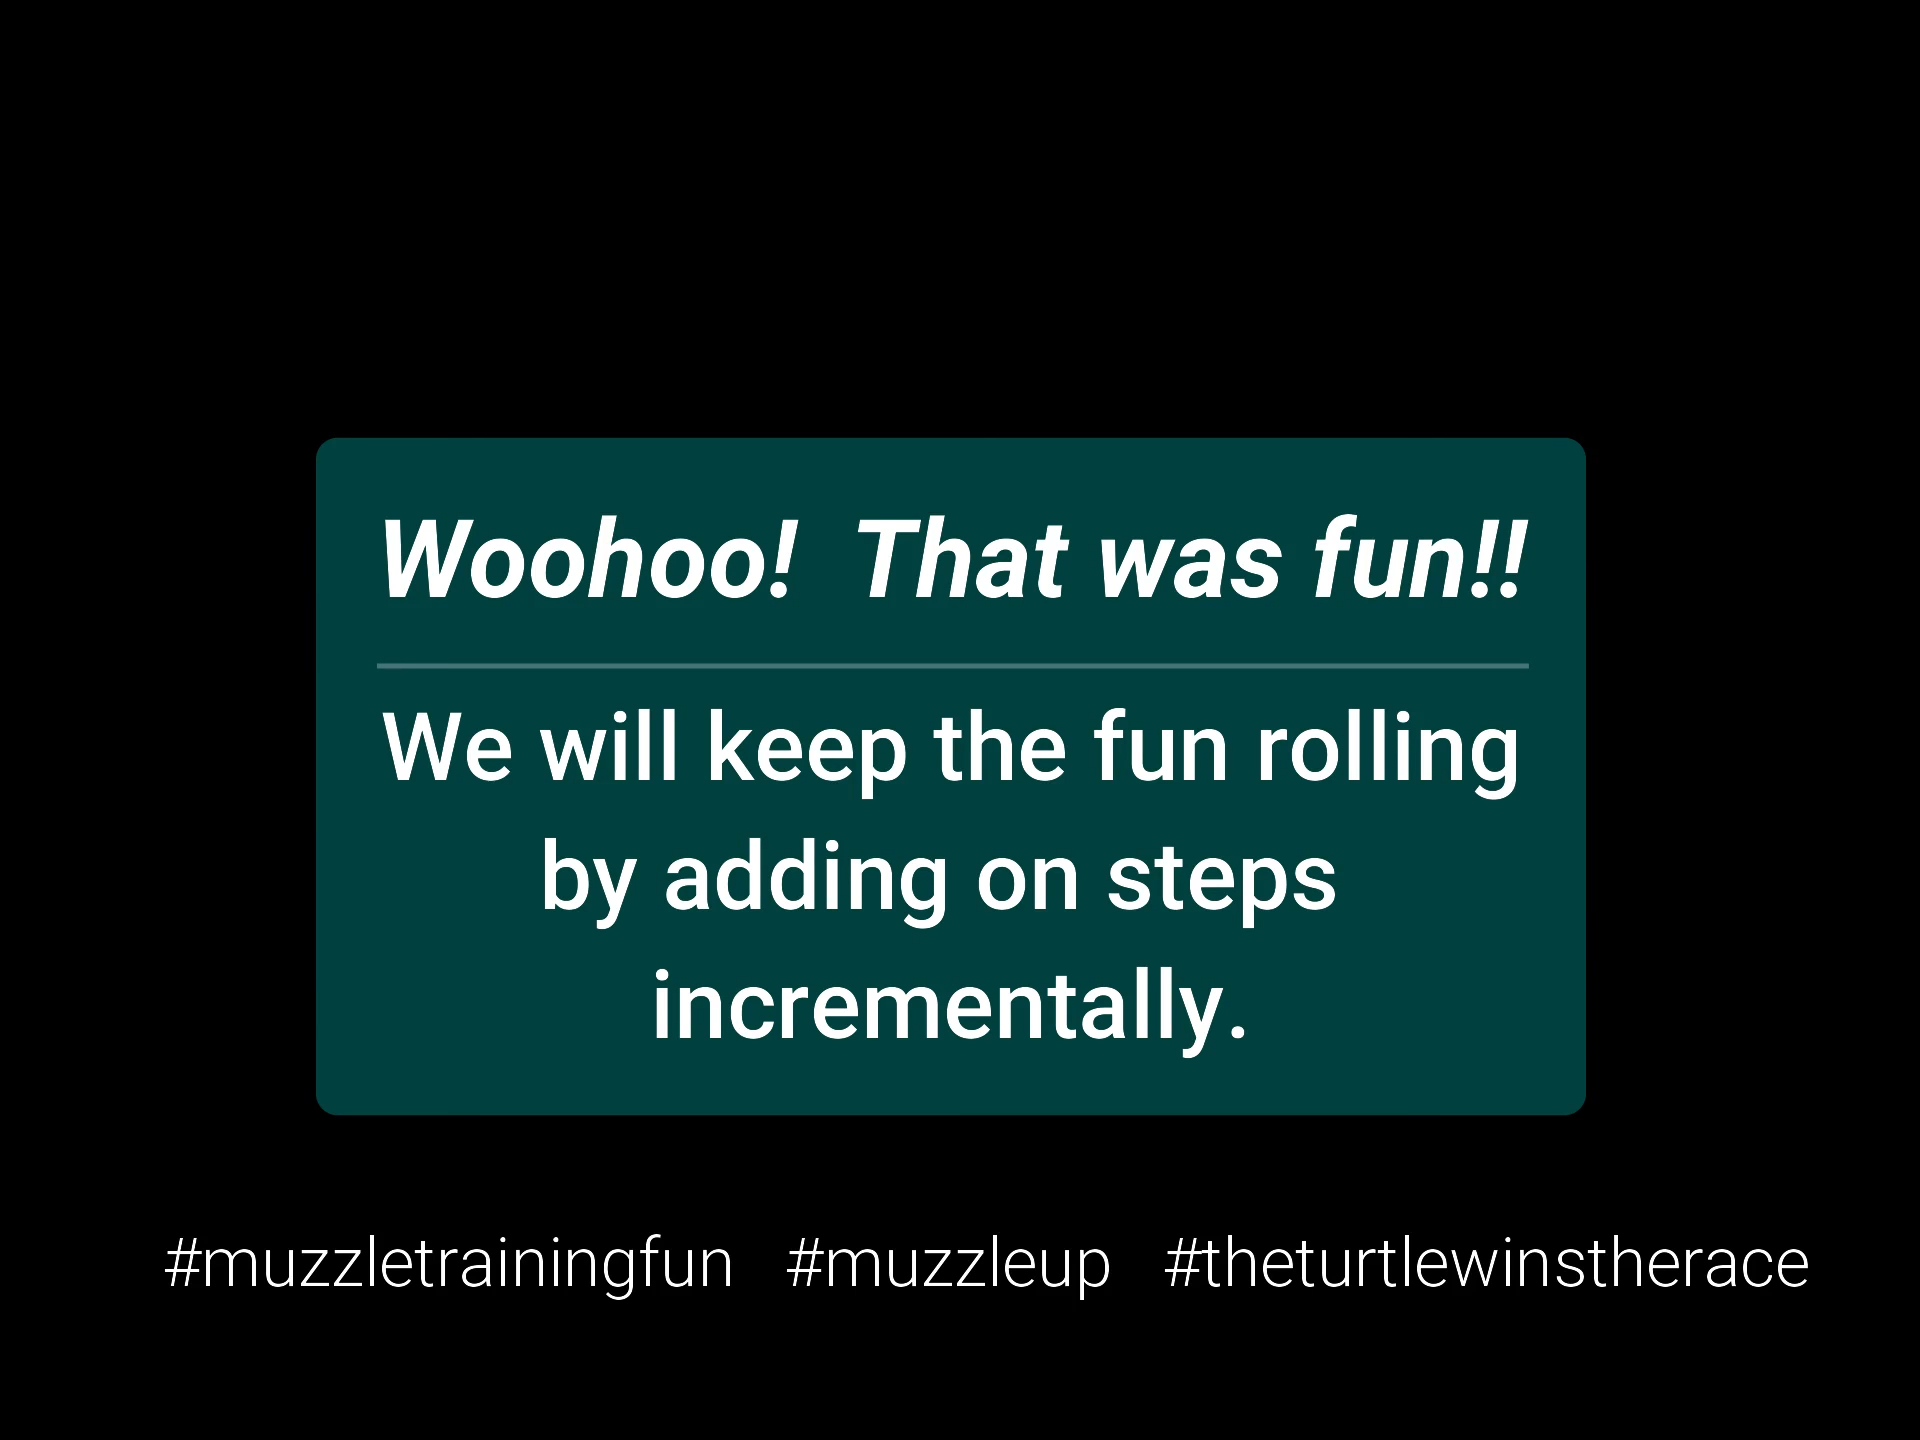 Woohoo!  That was fun!!
We will keep the fun rolling
by adding on steps
incrementally.
#muzzletrainingfun   #muzzleup   #theturtlewinstherace